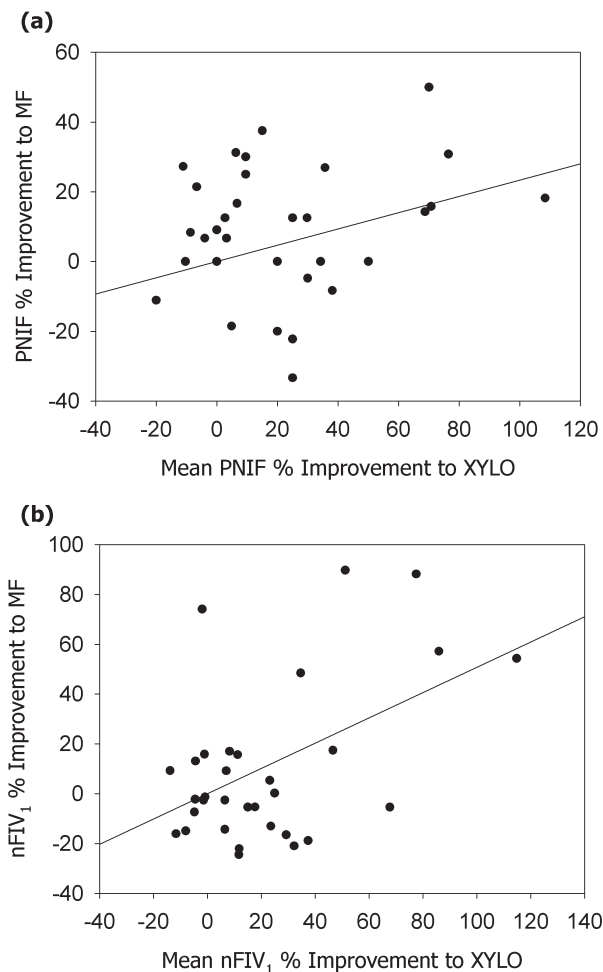 (a)
60
40
20
0
-20
-40
PNIF % Improvement to MF
-40 -20 0 20 40 60 80 100 120
Mean PNIF % Improvement to XYLO
(b)
100
80
60
40
20
0
-20
-40
nFIV₁ % Improvement to MF
-40 -20 0 20 40 60 80 100 120 140
Mean nFIV₁ % Improvement to XYLO